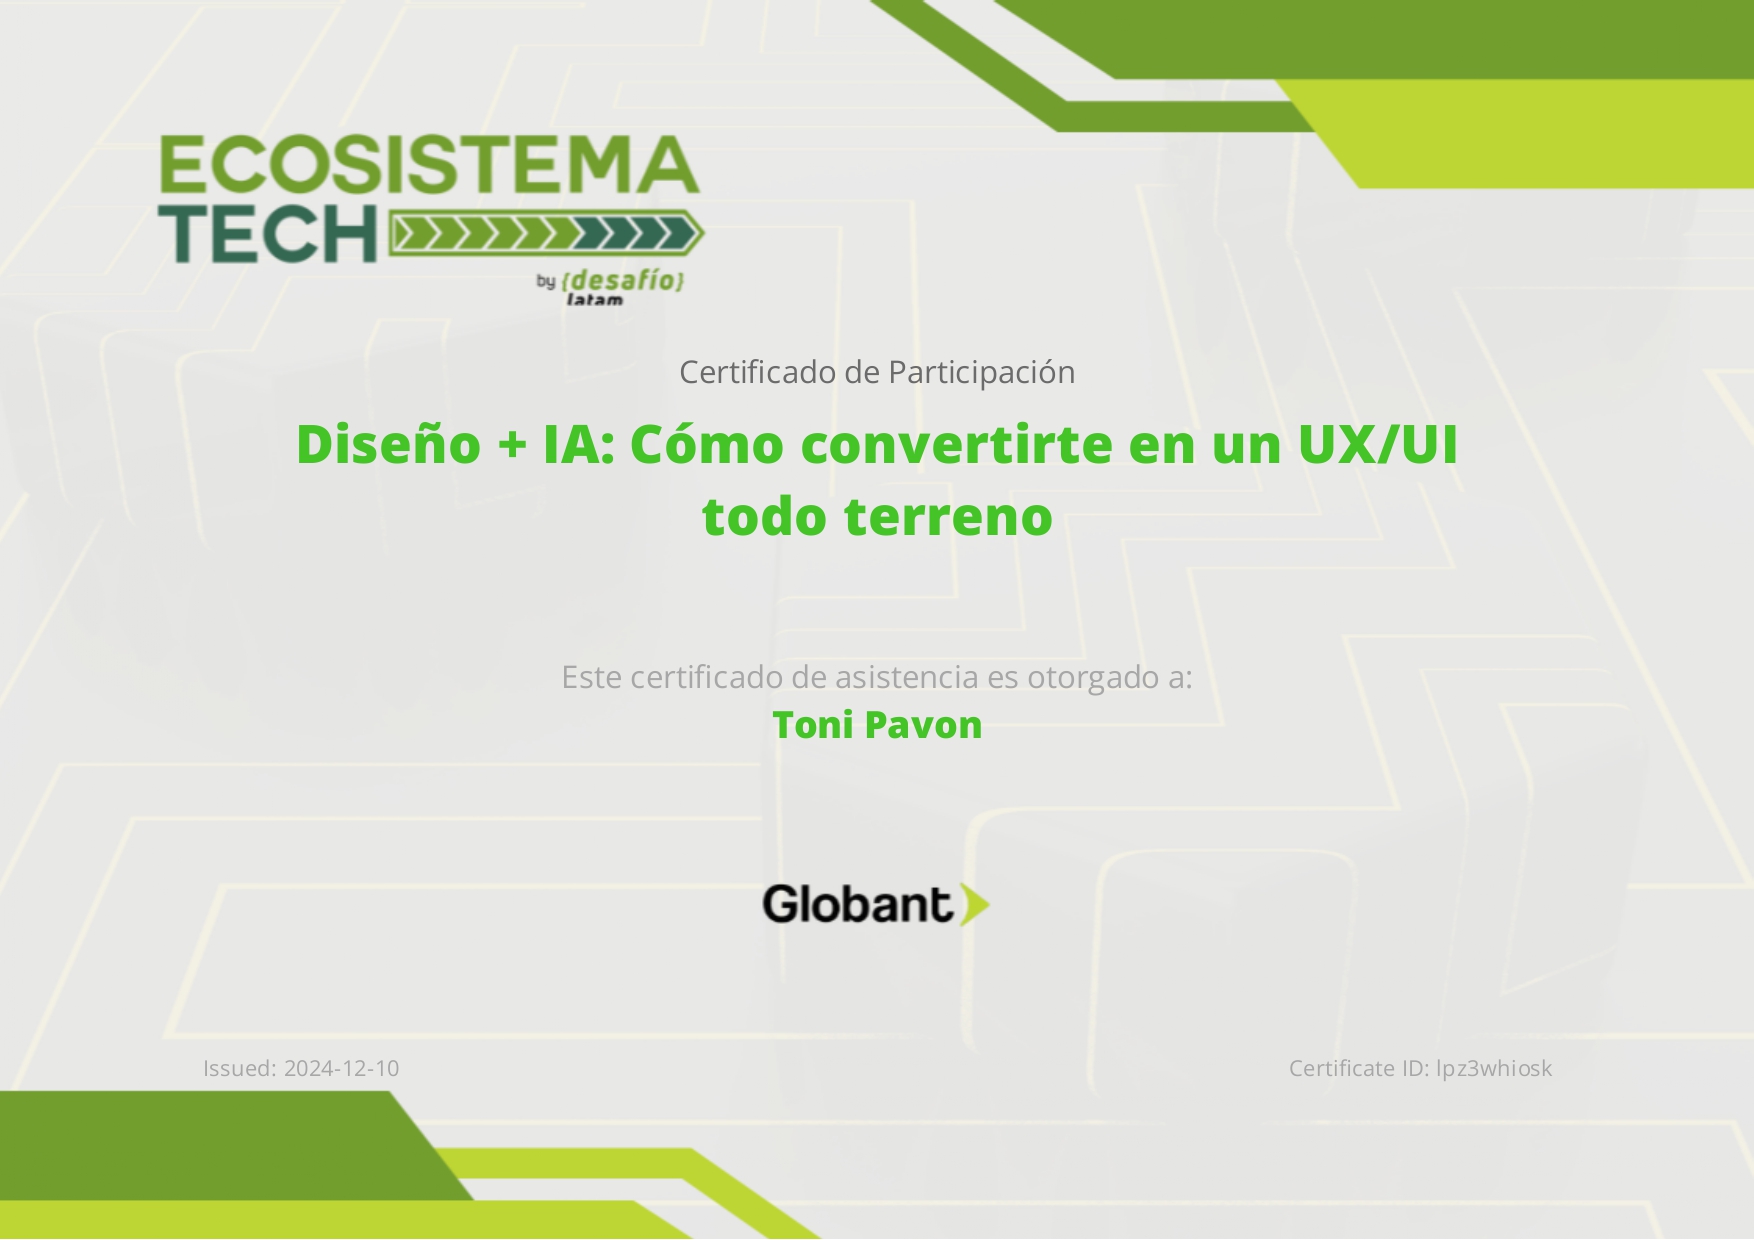 ECOSISTEMA
TECH
by {desafío}
latam
Certificado de Participación
Diseño + IA: Cómo convertirte en un UX/UI
todo terreno
Este certificado de asistencia es otorgado a:
Toni Pavon
Globant
Issued: 2024-12-10
Certificate ID: lpz3whiosk